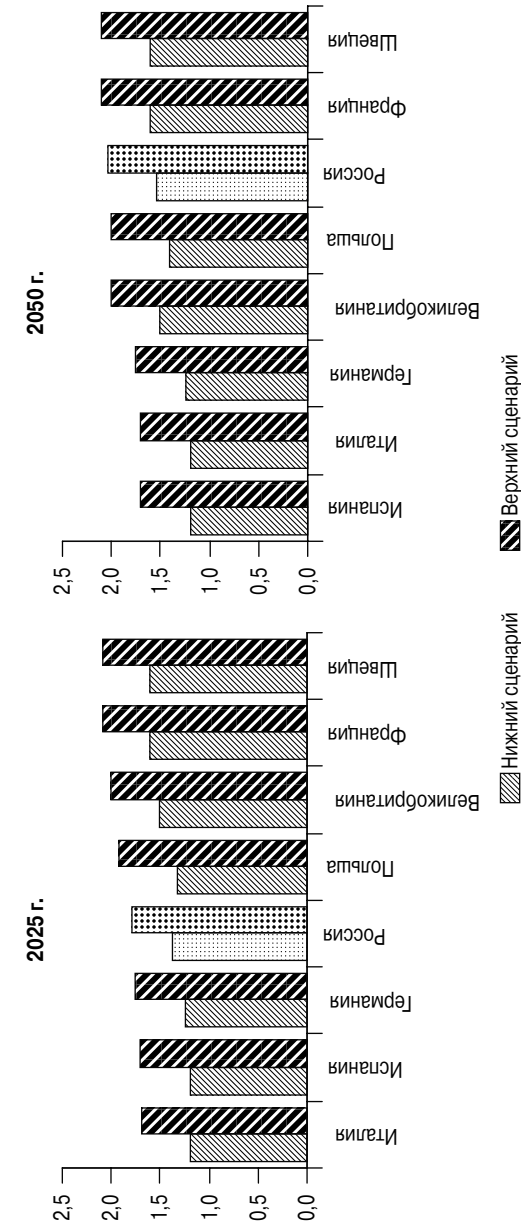 2025 г.
2,5
2,0
1,5
1,0
0,5
0,0
Италия
Испания
Германия
Россия
Польша
Великобритания
Франция
Швеция
2050 г.
2,5
2,0
1,5
1,0
0,5
0,0
Испания
Италия
Германия
Великобритания
Польша
Россия
Франция
Швеция
Нижний сценарий
Верхний сценарий